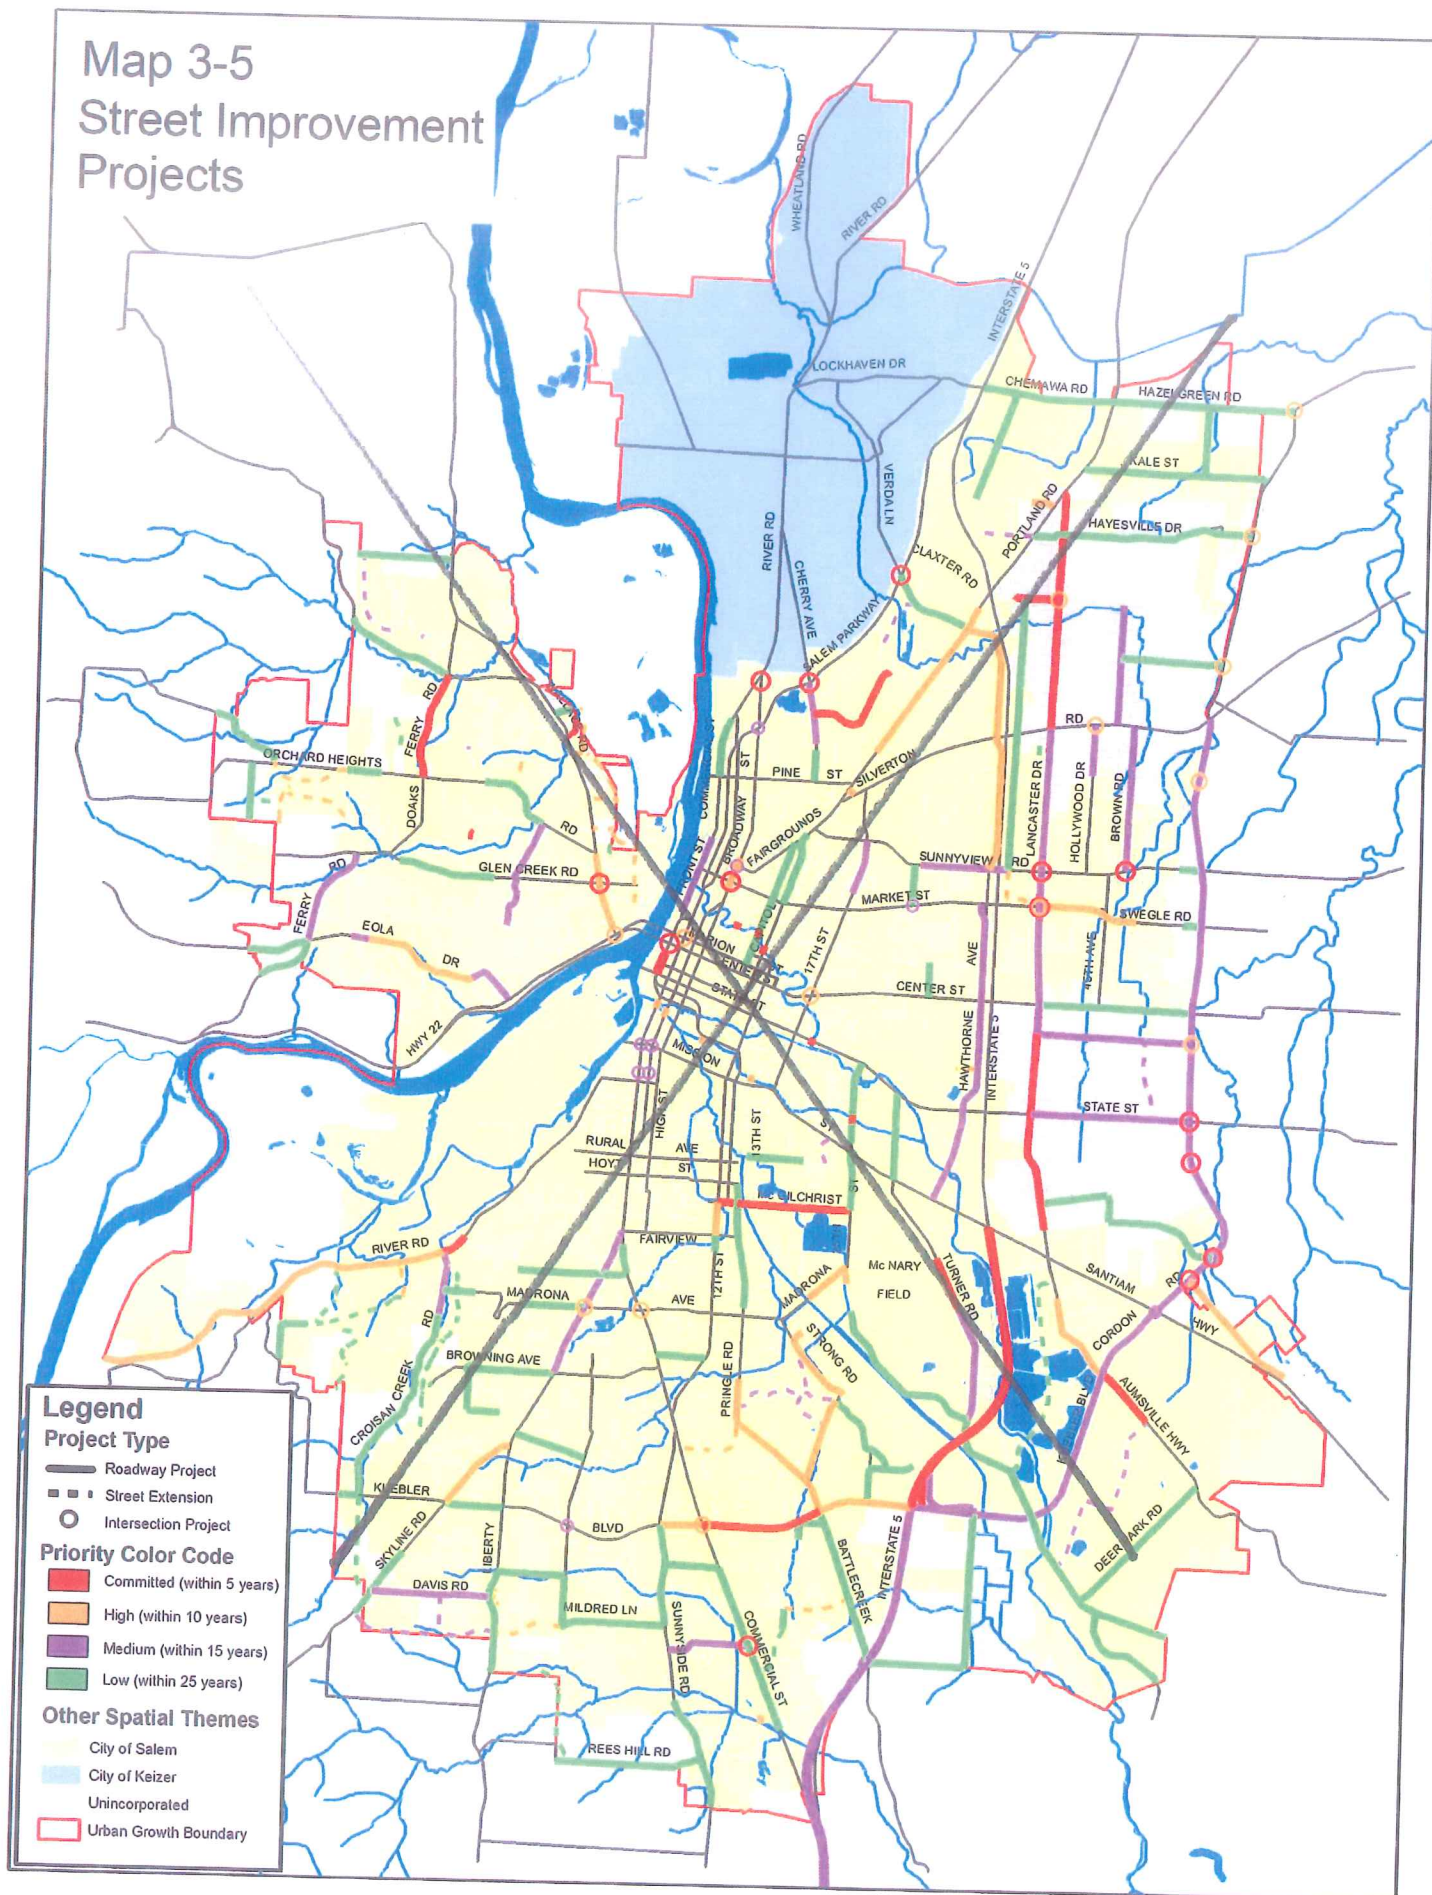 Map 3-5
Street Improvement
Projects
WHEATLAND RD
RIVER RD
INTERSTATE 5
LOCKHAVEN DR
CHEMAWA RD
HAZELGREEN RD
KALE ST
VERDA LN
PORTLAND RD
HAYESVILLE DR
RIVER RD
CLAXTER RD
CHERRY AVE
SALEM PARKWAY
FERRY RD
RD
ORCHARD HEIGHTS
RD
DOAKS
PINE ST
ST
SILVERTON
BROADWAY
FAIRGROUNDS
LANCASTER DR
HOLLYWOOD DR
BROWN RD
FRONT ST
GLEN CREEK RD
SUNNYVIEW RD
MARKET ST
SWEGLE RD
FERRY
RD
EOLA
DR
17TH ST
AVE
CENTER ST
STATE ST
HWY 22
MISSION
HAWTHORNE
INTERSTATE 5
STATE ST
HIGH ST
13TH ST
ST
RURAL AVE
HOYT ST
Mc GILCHRIST
ST
RIVER RD
FAIRVIEW
12TH ST
MADRONA AVE
MADRONA
Mc NARY
FIELD
TURNER RD
SANTIAM
HWY
RD
CORDON
RD
BROWNING AVE
PRINGLE RD
STRONG RD
CROISAN CREEK
AUMSVILLE HWY
KUEBLER
BLVD
SKYLINE RD
LIBERTY
BATTLECREEK
INTERSTATE 5
DEER PARK RD
DAVIS RD
MILDRED LN
SUNNYSIDE RD
COMMERCIAL ST
REES HILL RD
Legend
Project Type
Roadway Project
Street Extension
Intersection Project
Priority Color Code
Committed (within 5 years)
High (within 10 years)
Medium (within 15 years)
Low (within 25 years)
Other Spatial Themes
City of Salem
City of Keizer
Unincorporated
Urban Growth Boundary